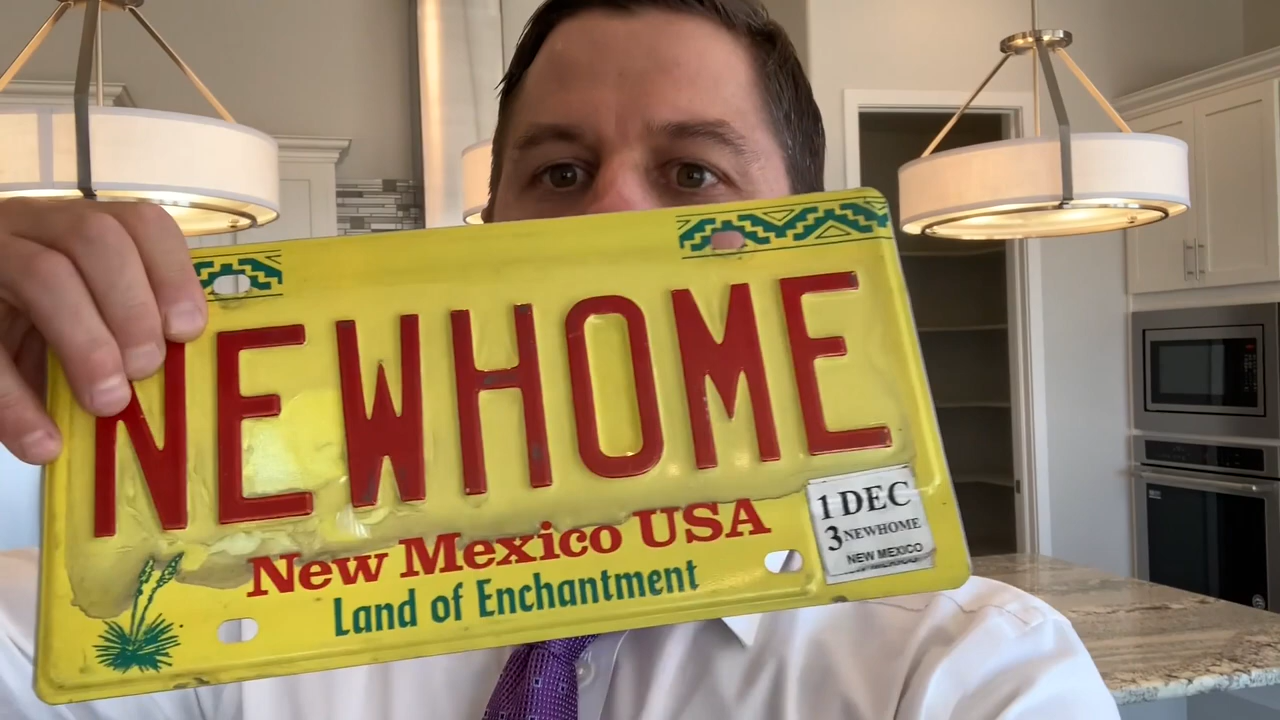 NEWHOME
New Mexico USA
Land of Enchantment
1 DEC
3 NEWHOME
NEW MEXICO